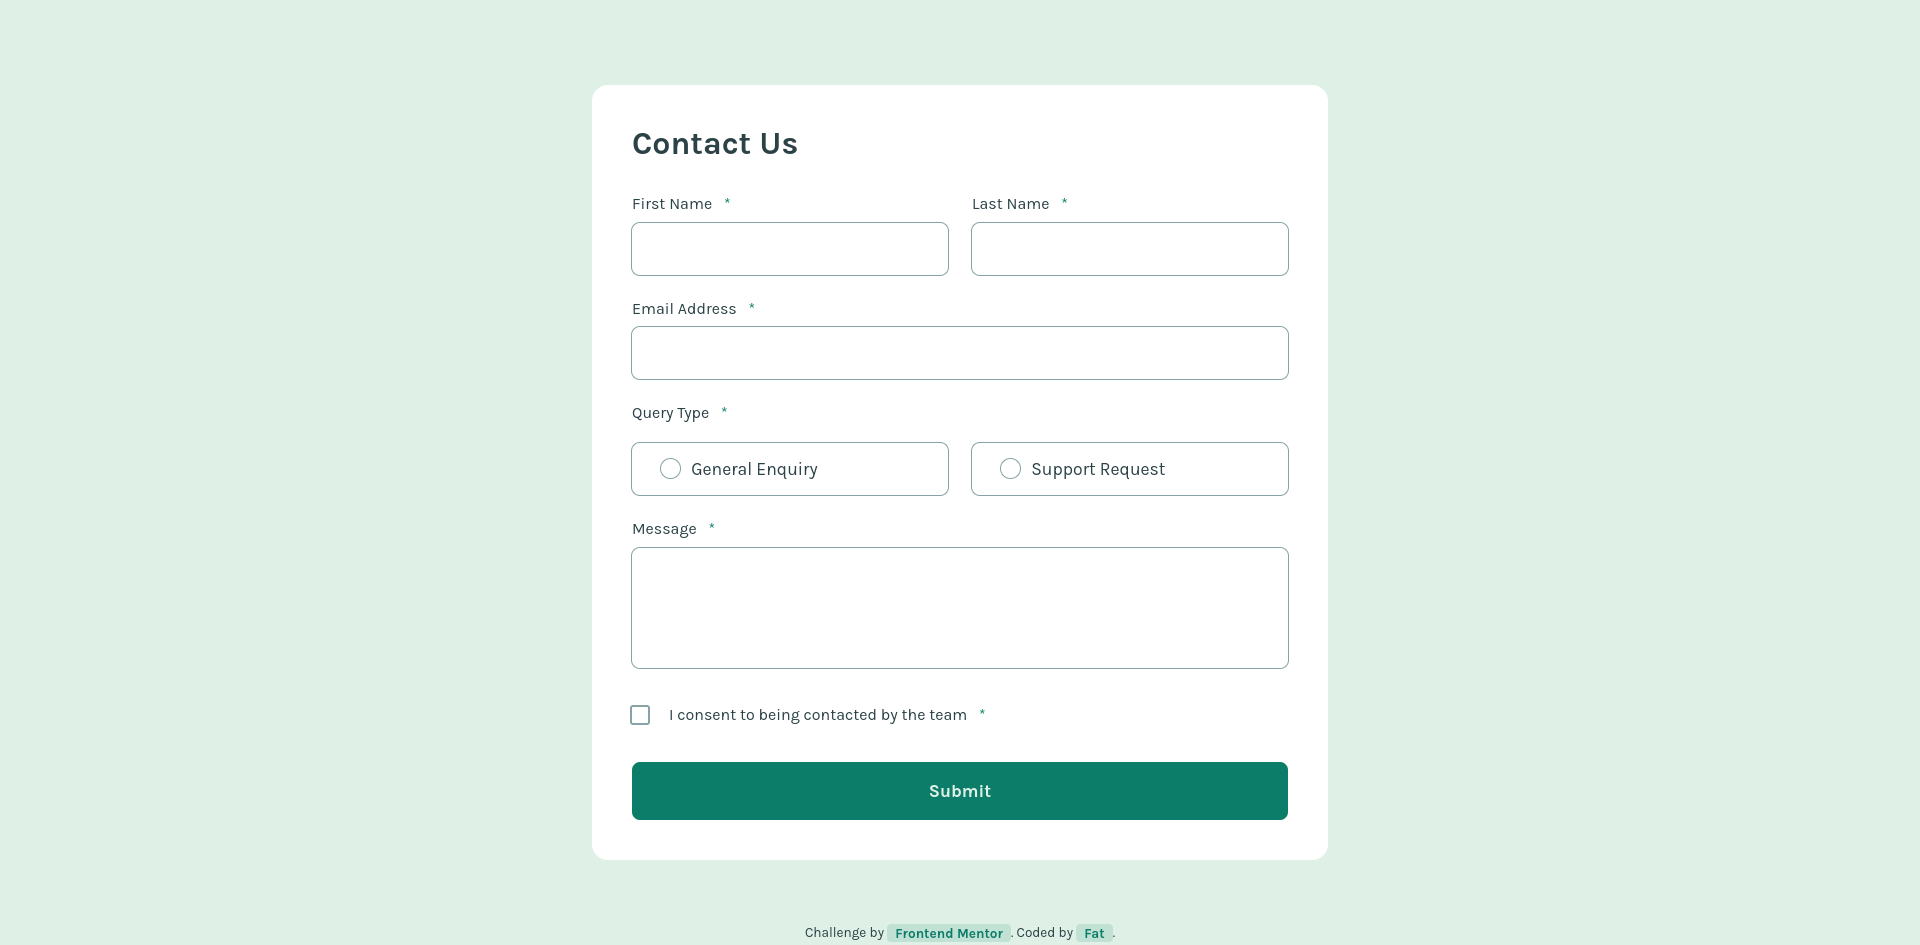 Contact Us
First Name *
Last Name *
Email Address *
Query Type *
General Enquiry
Support Request
Message *
I consent to being contacted by the team *
Submit
Challenge by Frontend Mentor. Coded by Fat.